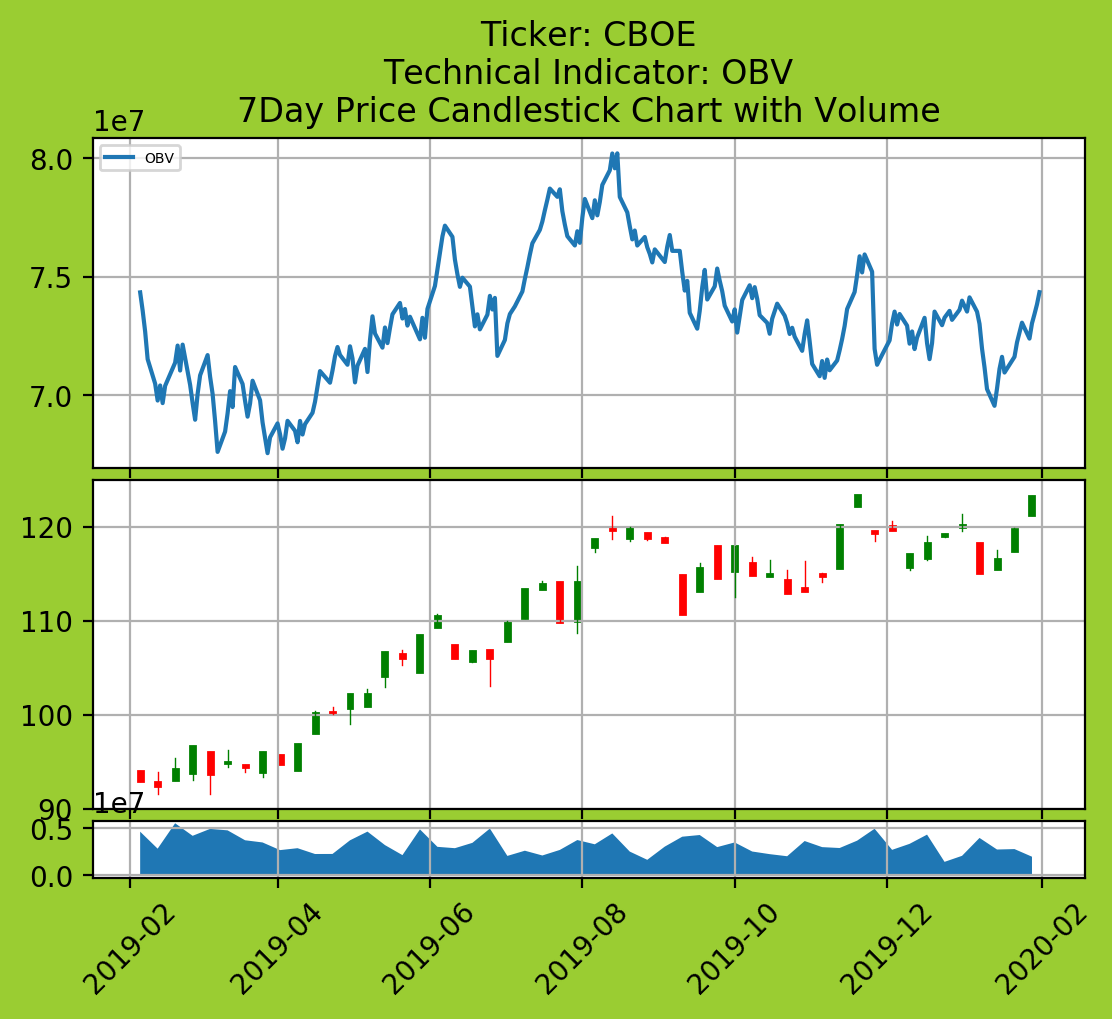 Ticker: CBOE
Technical Indicator: OBV
7Day Price Candlestick Chart with Volume
1e7
OBV
8.0
7.5
7.0
120
110
100
90
1e7
0.5
0.0
2019-02
2019-04
2019-06
2019-08
2019-10
2019-12
2020-02